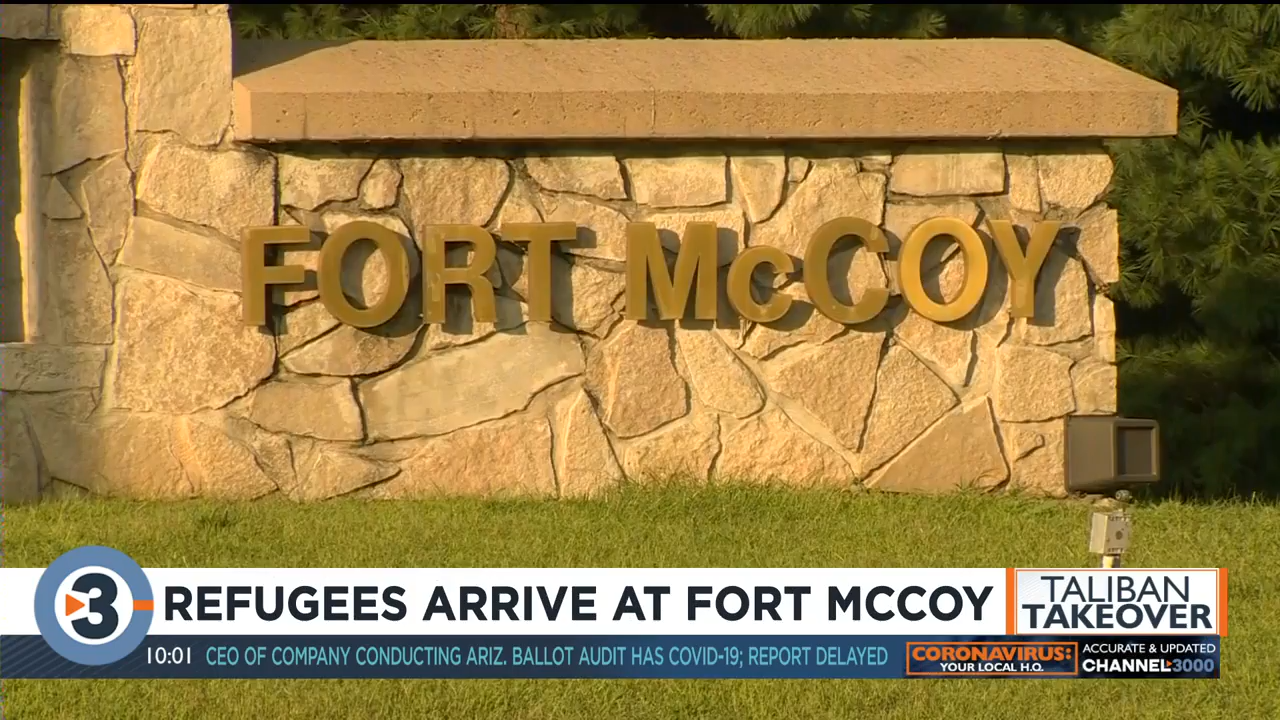 FORT McCOY
3
REFUGEES ARRIVE AT FORT MCCOY
TALIBAN
TAKEOVER
10:01 CEO OF COMPANY CONDUCTING ARIZ. BALLOT AUDIT HAS COVID-19; REPORT DELAYED
CORONAVIRUS:
YOUR LOCAL H.Q.
ACCURATE & UPDATED
CHANNEL3000